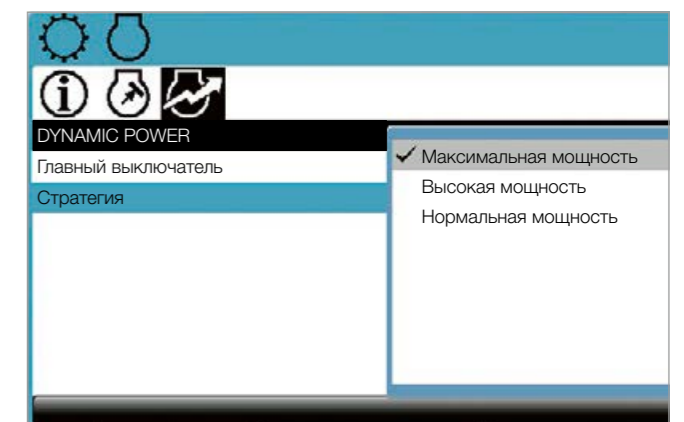 DYNAMIC POWER
Главный выключатель
Стратегия
Максимальная мощность
Высокая мощность
Нормальная мощность